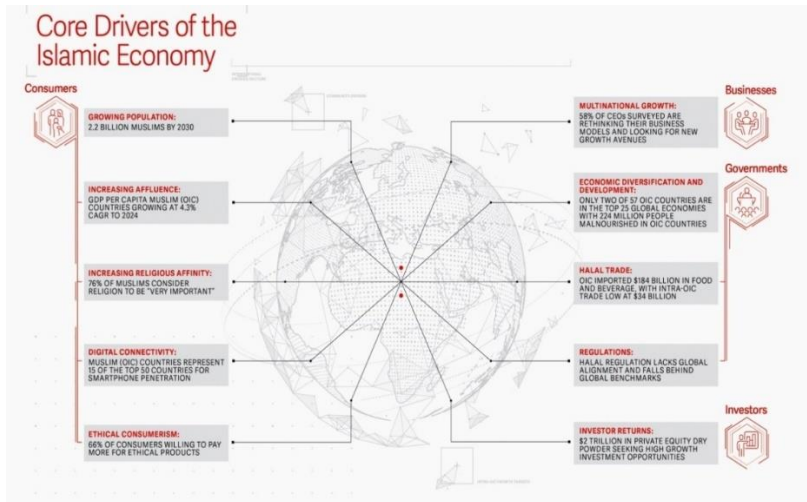 Core Drivers of the
Islamic Economy
Consumers
GROWING POPULATION:
2.2 BILLION MUSLIMS BY 2030
INCREASING AFFLUENCE:
GDP PER CAPITA MUSLIM (OIC)
COUNTRIES GROWING AT 4.3%
CAGR TO 2024
INCREASING RELIGIOUS AFFINITY:
76% OF MUSLIMS CONSIDER
RELIGION TO BE "VERY IMPORTANT"
DIGITAL CONNECTIVITY:
MUSLIM (OIC) COUNTRIES REPRESENT
15 OF THE TOP 50 COUNTRIES FOR
SMARTPHONE PENETRATION
ETHICAL CONSUMERISM:
66% OF CONSUMERS WILLING TO PAY
MORE FOR ETHICAL PRODUCTS
Businesses
MULTINATIONAL GROWTH:
58% OF CEOs SURVEYED ARE
RETHINKING THEIR BUSINESS
MODELS AND LOOKING FOR NEW
GROWTH AVENUES
Governments
ECONOMIC DIVERSIFICATION AND
DEVELOPMENT:
ONLY TWO OF 57 OIC COUNTRIES ARE
IN THE TOP 25 GLOBAL ECONOMIES
WITH 224 MILLION PEOPLE
MALNOURISHED IN OIC COUNTRIES
HALAL TRADE:
OIC IMPORTED $184 BILLION IN FOOD
AND BEVERAGE, WITH INTRA-OIC
TRADE LOW AT $34 BILLION
REGULATIONS:
HALAL REGULATION LACKS GLOBAL
ALIGNMENT AND FALLS BEHIND
GLOBAL BENCHMARKS
Investors
INVESTOR RETURNS:
$2 TRILLION IN PRIVATE EQUITY DRY
POWDER SEEKING HIGH GROWTH
INVESTMENT OPPORTUNITIES